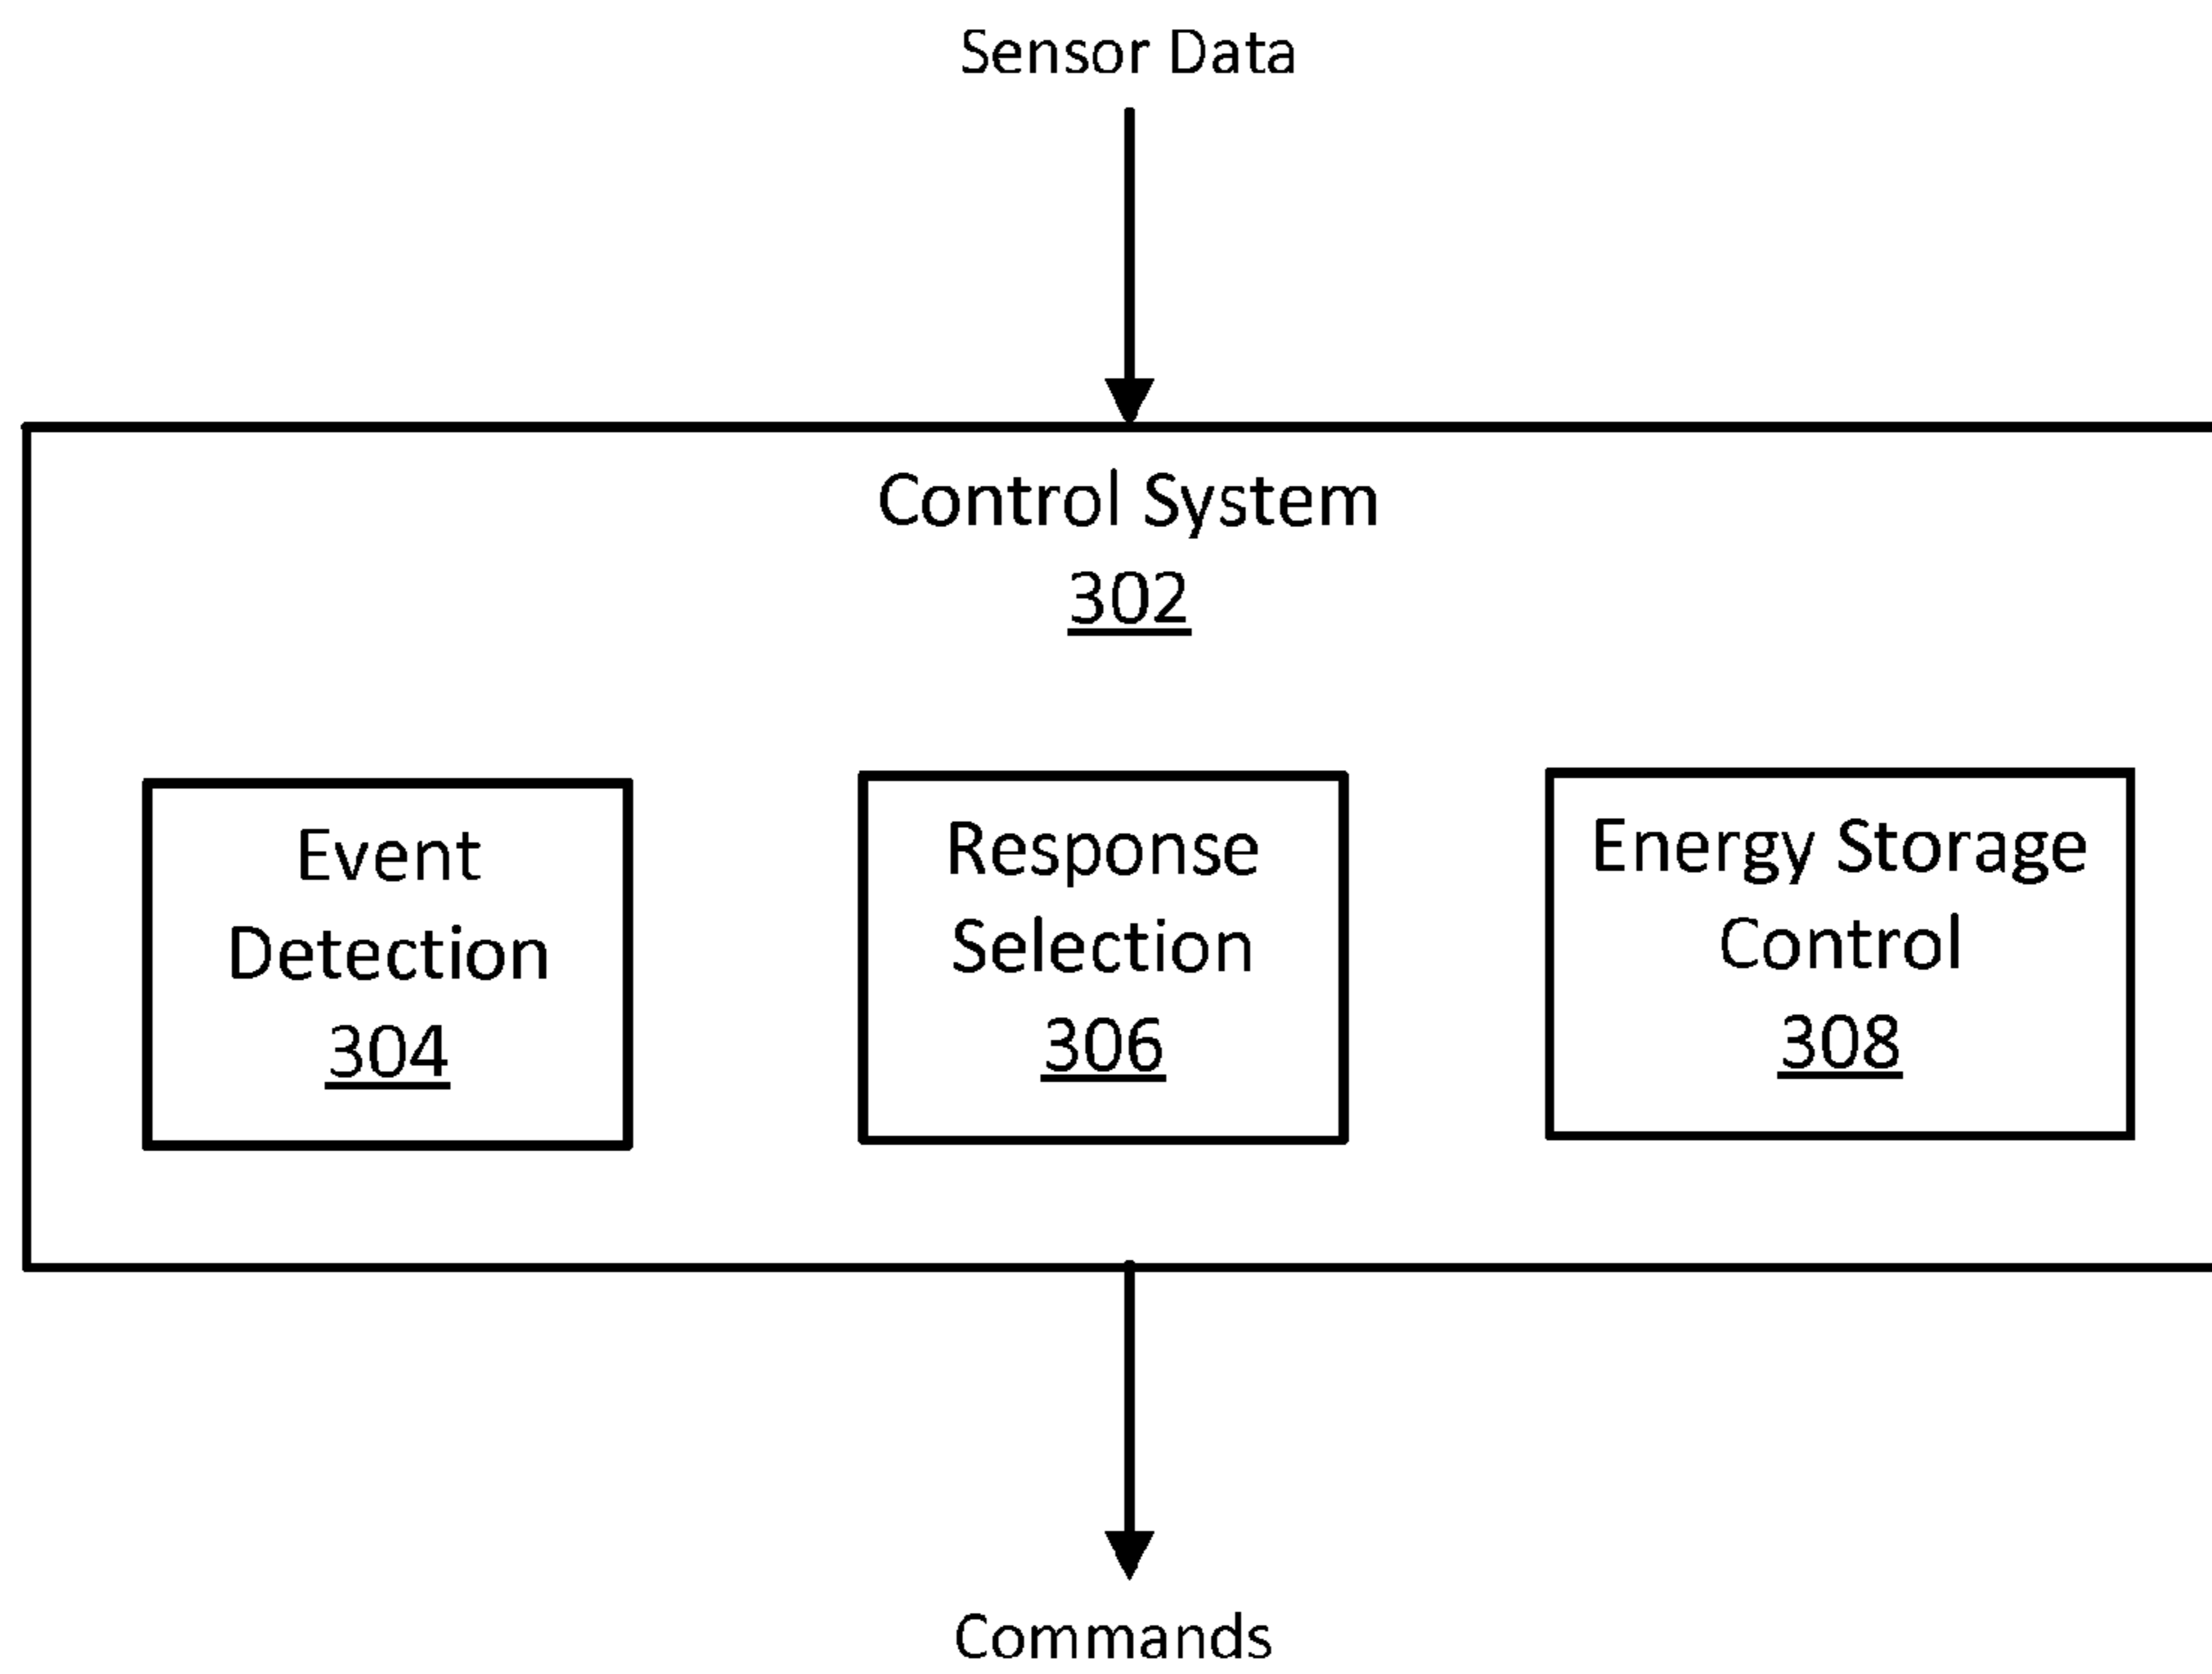 Sensor Data
Control System
302
Event
Detection
304
Response
Selection
306
Energy Storage
Control
308
Commands